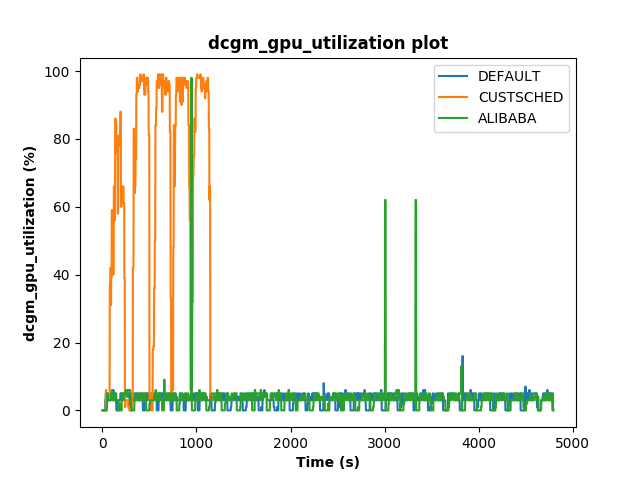 dcgm_gpu_utilization plot
DEFAULT
CUSTSCHED
ALIBABA
dcgm_gpu_utilization (%)
100
80
60
40
20
0
0 1000 2000 3000 4000 5000
Time (s)